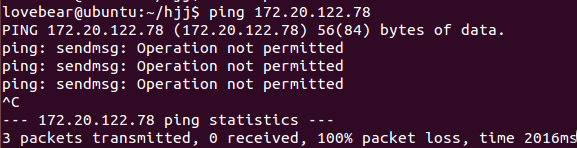 lovebear@ubuntu:~/hjj$ ping 172.20.122.78
PING 172.20.122.78 (172.20.122.78) 56(84) bytes of data.
ping: sendmsg: Operation not permitted
ping: sendmsg: Operation not permitted
ping: sendmsg: Operation not permitted
^C
--- 172.20.122.78 ping statistics ---
3 packets transmitted, 0 received, 100% packet loss, time 2016ms